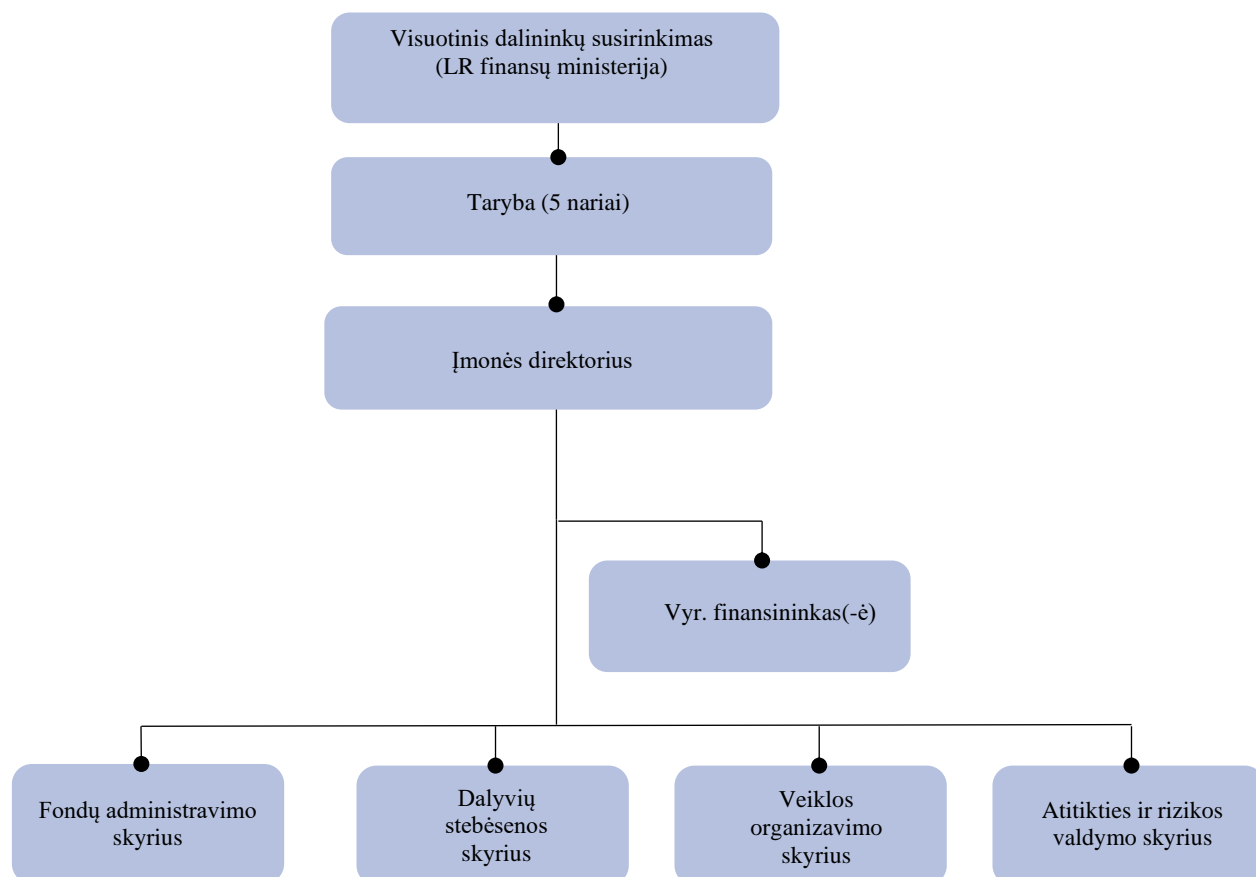 Visuotinis dalininkų susirinkimas
(LR finansų ministerija)
Taryba (5 nariai)
Įmonės direktorius
Vyr. finansininkas(-ė)
Fondų administravimo
skyrius
Dalyvių
stebėsenos
skyrius
Veiklos
organizavimo
skyrius
Atitikties ir rizikos
valdymo skyrius